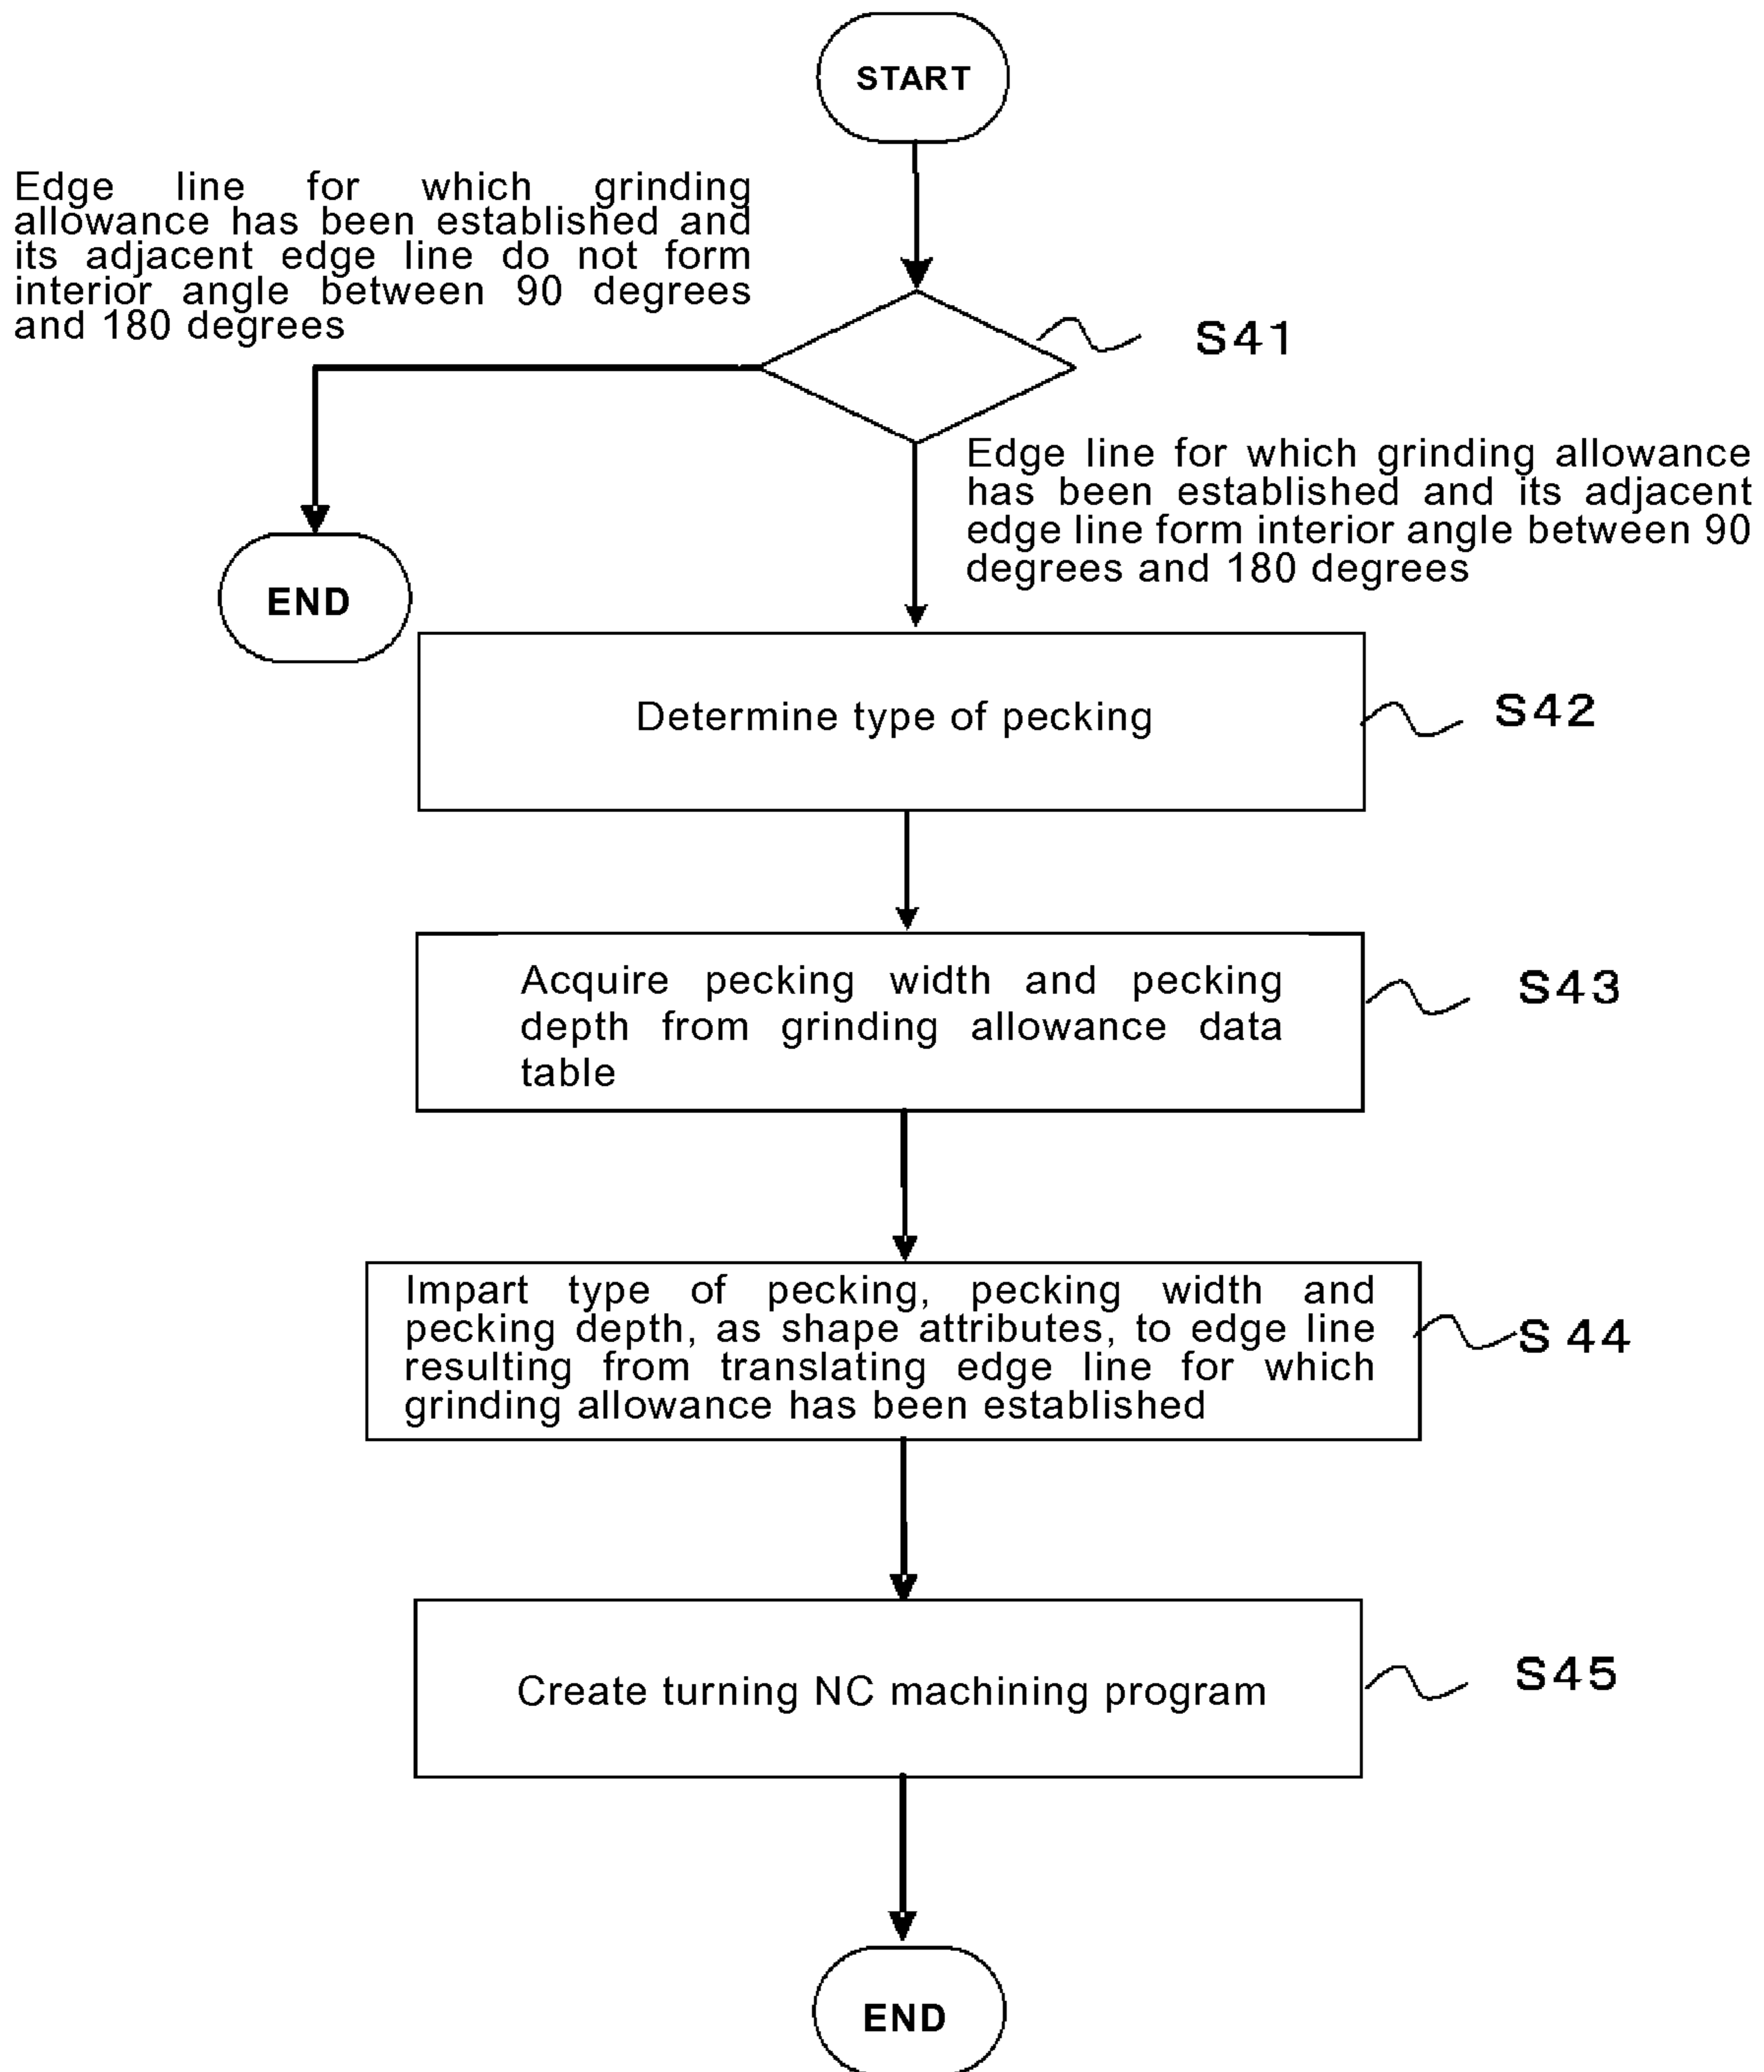 START
Edge line for which grinding
allowance has been established and
its adjacent edge line do not form
interior angle between 90 degrees
and 180 degrees
S41
Edge line for which grinding allowance
has been established and its adjacent
edge line form interior angle between 90
degrees and 180 degrees
END
Determine type of pecking
S42
Acquire pecking width and pecking
depth from grinding allowance data
table
S43
Impart type of pecking, pecking width and
pecking depth, as shape attributes, to edge line
resulting from translating edge line for which
grinding allowance has been established
S 44
Create turning NC machining program
S45
END